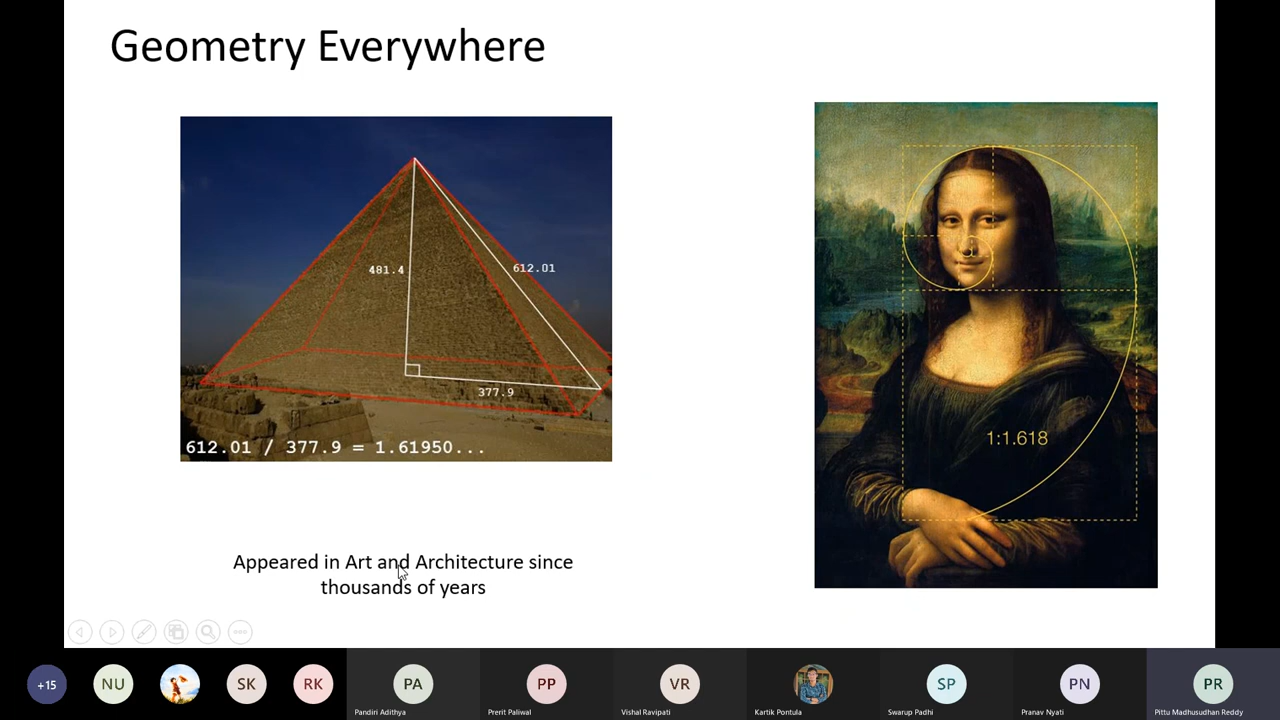 Geometry Everywhere
481.4
612.01
377.9
612.01 / 377.9 = 1.61950...
1:1.618
Appeared in Art and Architecture since
thousands of years
+15
NU
SK
RK
PA
PP
VR
SP
PN
PR
Pandiri Adithya
Prerit Paliwal
Vishal Ravipati
Kartik Pontula
Swarup Padhi
Pranav Nyati
Pittu Madhusudhan Reddy